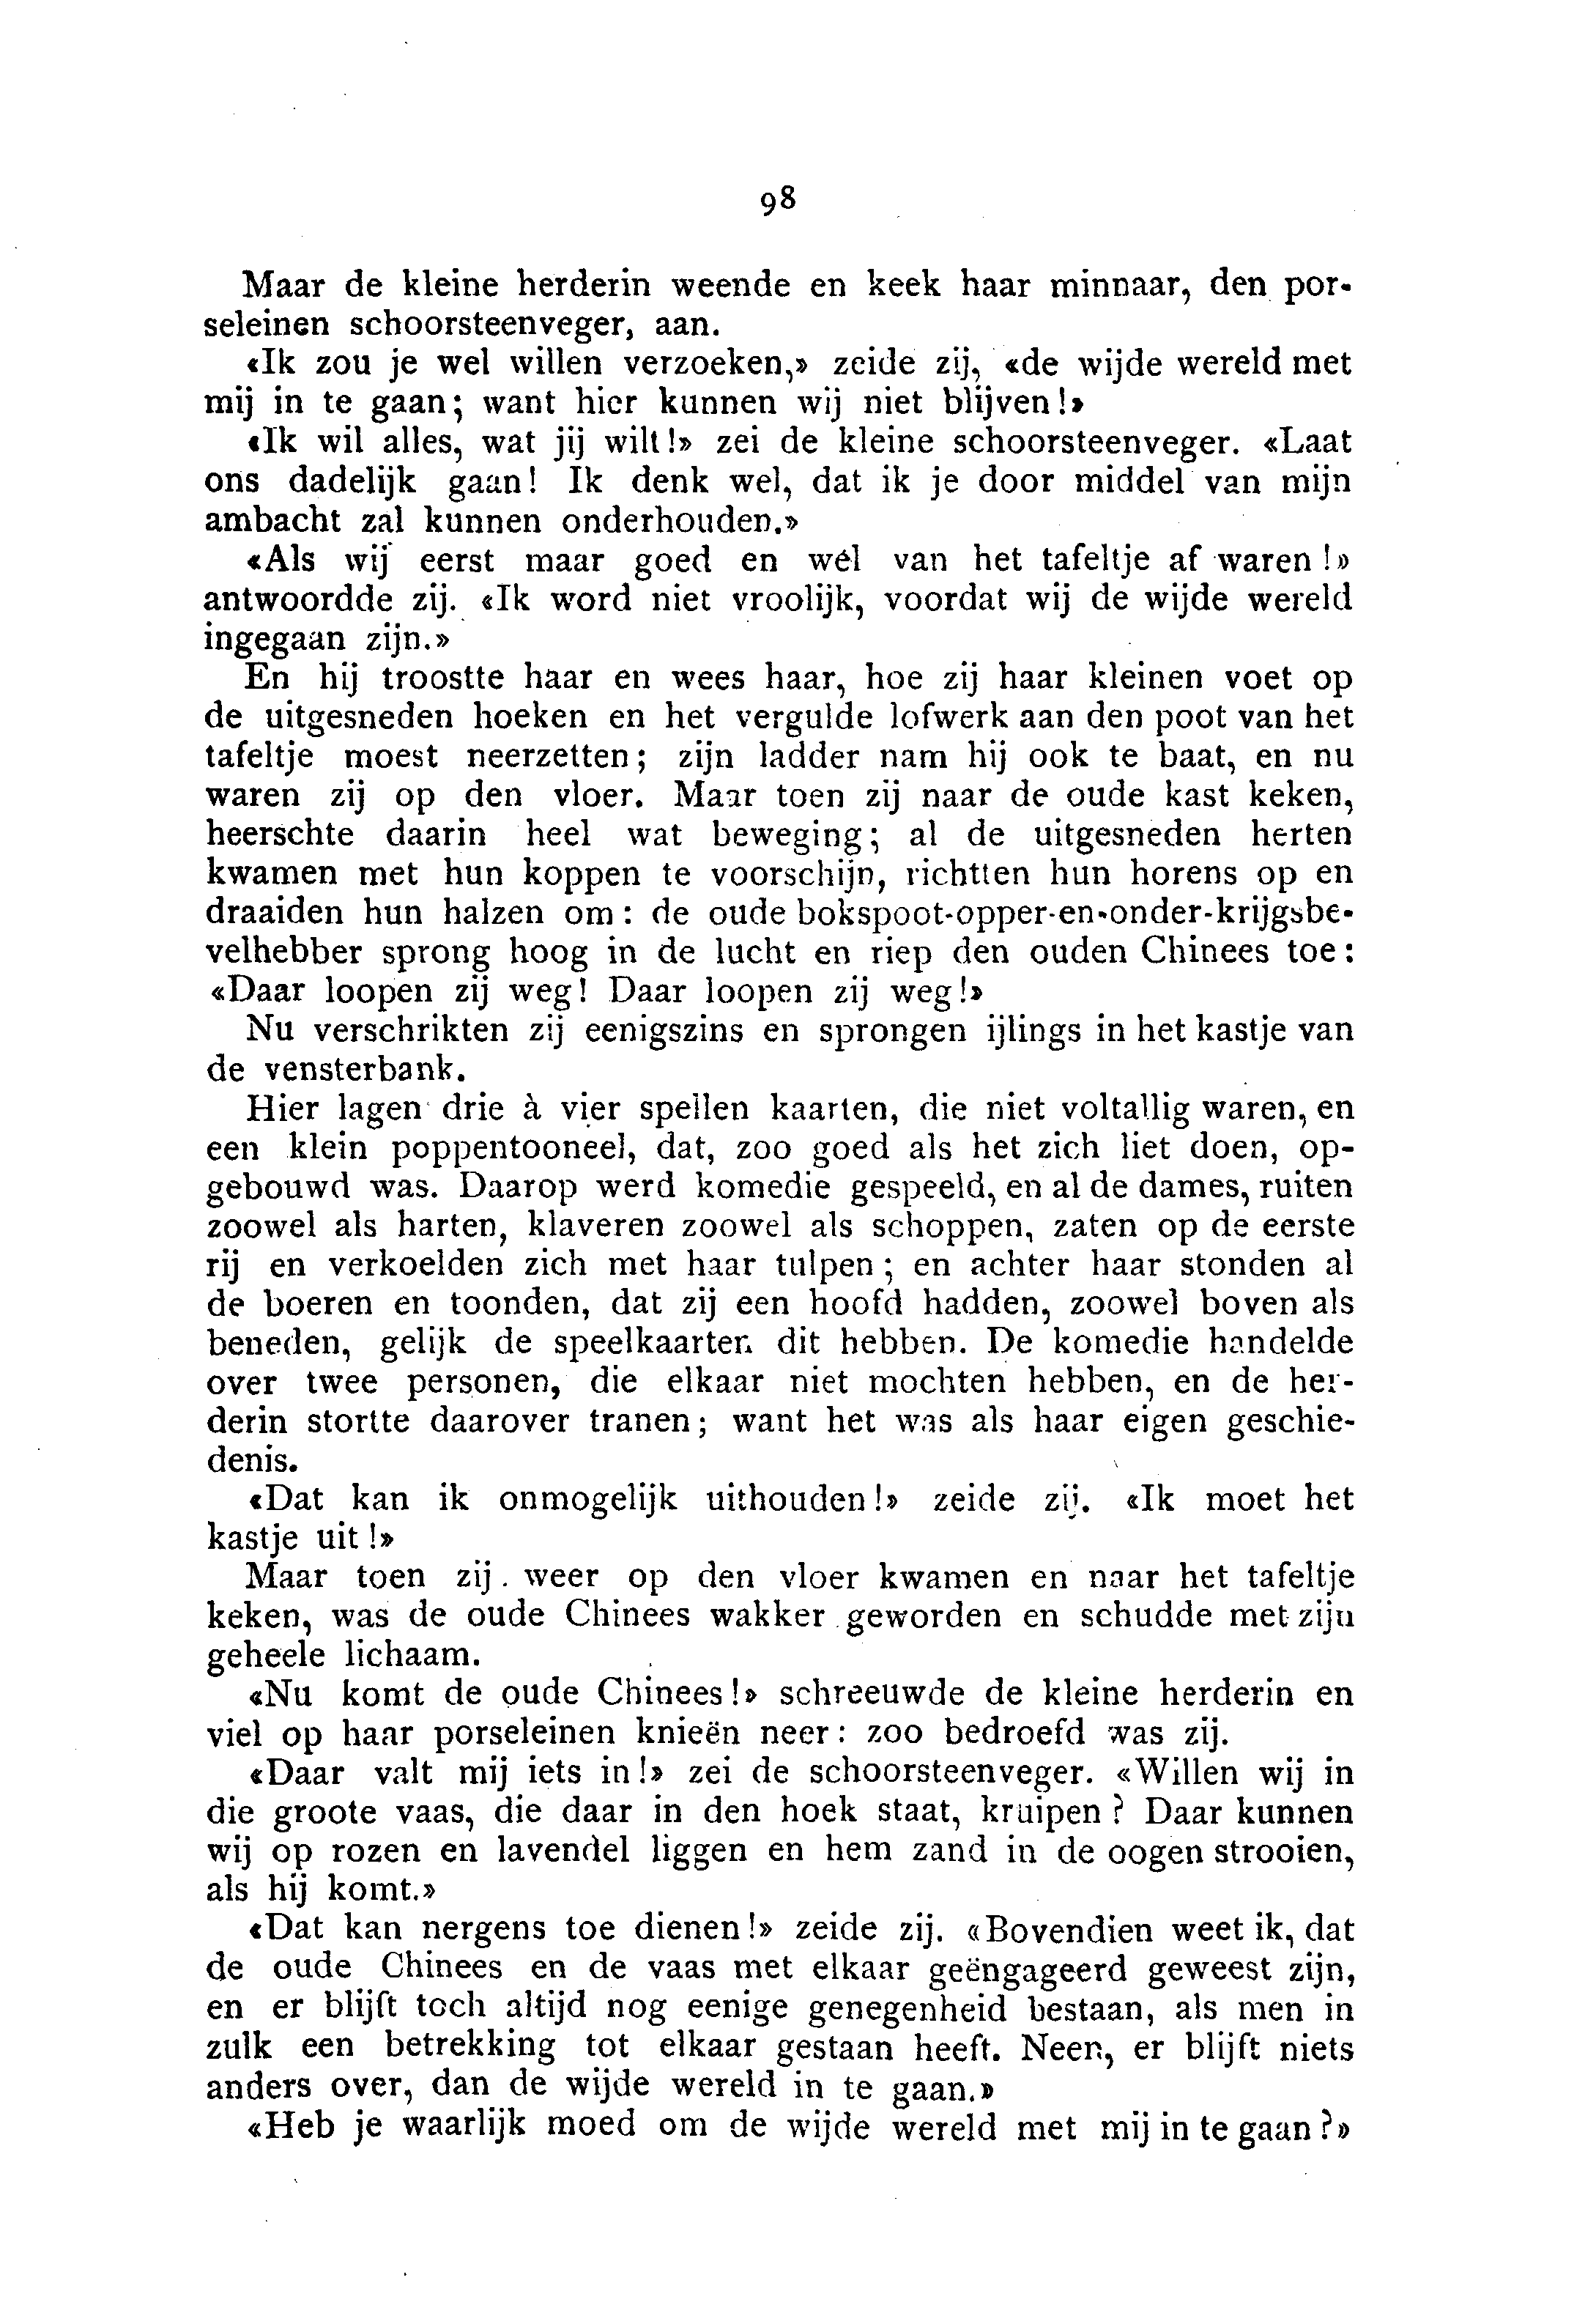 98
Maar de kleine herderin weende en keek haar minnaar, den por-
seleinen schoorsteenveger, aan.
«Ik zou je wel willen verzoeken,» zeide zij, «de wijde wereld met
mij in te gaan; want hier kunnen wij niet blijven!»
«Ik wil alles, wat jij wilt!» zei de kleine schoorsteenveger. «Laat
ons dadelijk gaan! Ik denk wel, dat ik je door middel van mijn
ambacht zal kunnen onderhouden.»
«Als wij eerst maar goed en wél van het tafeltje af waren!»
antwoordde zij. «Ik word niet vroolijk, voordat wij de wijde wereld
ingegaan zijn.»
En hij troostte haar en wees haar, hoe zij haar kleinen voet op
de uitgesneden hoeken en het vergulde lofwerk aan den poot van het
tafeltje moest neerzetten; zijn ladder nam hij ook te baat, en nu
waren zij op den vloer. Maar toen zij naar de oude kast keken,
heerschte daarin heel wat beweging; al de uitgesneden herten
kwamen met hun koppen te voorschijn, richtten hun horens op en
draaiden hun halzen om: de oude bokspoot-opper-en-onder-krijgsbe-
velhebber sprong hoog in de lucht en riep den ouden Chinees toe:
«Daar loopen zij weg! Daar loopen zij weg!»
Nu verschrikten zij eenigszins en sprongen ijlings in het kastje van
de vensterbank.
Hier lagen drie à vier spellen kaarten, die niet voltallig waren, en
een klein poppentooneel, dat, zoo goed als het zich liet doen, op-
gebouwd was. Daarop werd komedie gespeeld, en al de dames, ruiten
zoowel als harten, klaveren zoowel als schoppen, zaten op de eerste
rij en verkoelden zich met haar tulpen; en achter haar stonden al
de boeren en toonden, dat zij een hoofd hadden, zoowel boven als
beneden, gelijk de speelkaarten dit hebben. De komedie handelde
over twee personen, die elkaar niet mochten hebben, en de her-
derin stortte daarover tranen; want het was als haar eigen geschie-
denis.
«Dat kan ik onmogelijk uithouden!» zeide zij. «Ik moet het
kastje uit!»
Maar toen zij weer op den vloer kwamen en naar het tafeltje
keken, was de oude Chinees wakker geworden en schudde met zijn
geheele lichaam.
«Nu komt de oude Chinees!» schreeuwde de kleine herderin en
viel op haar porseleinen knieën neer: zoo bedroefd was zij.
«Daar valt mij iets in!» zei de schoorsteenveger. «Willen wij in
die groote vaas, die daar in den hoek staat, kruipen? Daar kunnen
wij op rozen en lavendel liggen en hem zand in de oogen strooien,
als hij komt.»
«Dat kan nergens toe dienen!» zeide zij. «Bovendien weet ik, dat
de oude Chinees en de vaas met elkaar geëngageerd geweest zijn,
en er blijft toch altijd nog eenige genegenheid bestaan, als men in
zulk een betrekking tot elkaar gestaan heeft. Neen, er blijft niets
anders over, dan de wijde wereld in te gaan.»
«Heb je waarlijk moed om de wijde wereld met mij in te gaan?»